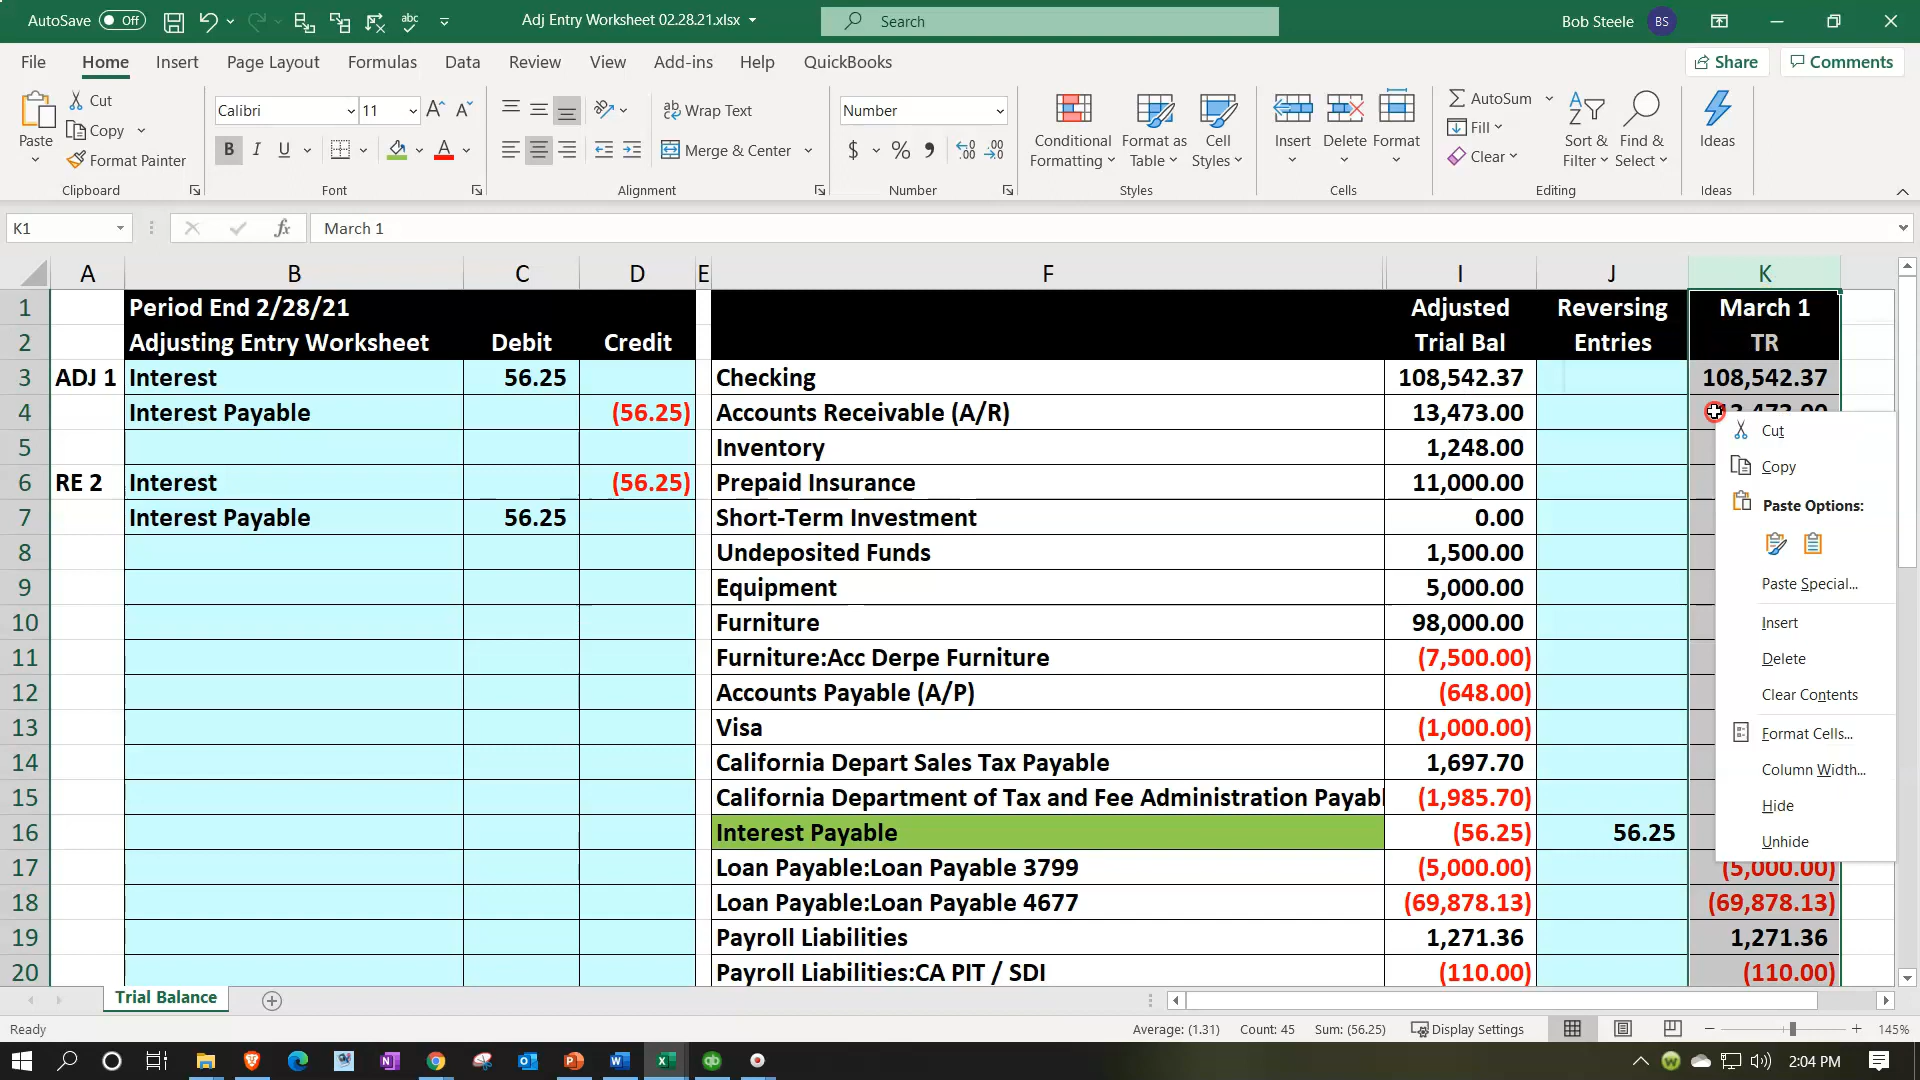 AutoSave Off
Adj Entry Worksheet 02.28.21.xlsx
Search
Bob Steele BS
File Home Insert Page Layout Formulas Data Review View Add-ins Help QuickBooks Share Comments
Paste Cut Copy Format Painter
Clipboard
Calibri 11
B I U
Font
Wrap Text
Merge & Center
Alignment
Number
$ % 9
Number
Conditional Formatting
Format as Table
Cell Styles
Styles
Insert Delete Format
Cells
AutoSum
Fill
Clear
Sort & Filter
Find & Select
Editing
Ideas
Ideas
K1 fx March 1
A B C D E F I J K
1 Period End 2/28/21 Adjusted Reversing March 1
2 Adjusting Entry Worksheet Debit Credit Trial Bal Entries TR
3 ADJ 1 Interest 56.25 Checking 108,542.37 108,542.37
4 Interest Payable (56.25) Accounts Receivable (A/R) 13,473.00
5 Inventory 1,248.00
6 RE 2 Interest (56.25) Prepaid Insurance 11,000.00
7 Interest Payable 56.25 Short-Term Investment 0.00
8 Undeposited Funds 1,500.00
9 Equipment 5,000.00
10 Furniture 98,000.00
11 Furniture:Acc Derpe Furniture (7,500.00)
12 Accounts Payable (A/P) (648.00)
13 Visa (1,000.00)
14 California Depart Sales Tax Payable 1,697.70
15 California Department of Tax and Fee Administration Payabl (1,985.70)
16 Interest Payable (56.25) 56.25
17 Loan Payable:Loan Payable 3799 (5,000.00) (5,000.00)
18 Loan Payable:Loan Payable 4677 (69,878.13) (69,878.13)
19 Payroll Liabilities 1,271.36 1,271.36
20 Payroll Liabilities:CA PIT / SDI (110.00) (110.00)
Cut
Copy
Paste Options:
Paste Special...
Insert
Delete
Clear Contents
Format Cells...
Column Width...
Hide
Unhide
Trial Balance
Ready Average: (1.31) Count: 45 Sum: (56.25) Display Settings 145%
2:04 PM